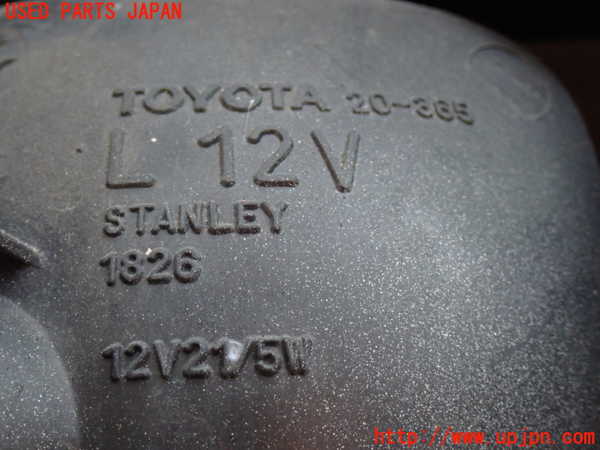 USED PARTS JAPAN
TOYOTA 20-365
L 12V
STANLEY
1826
12V21/5W
http://www.upjpn.com